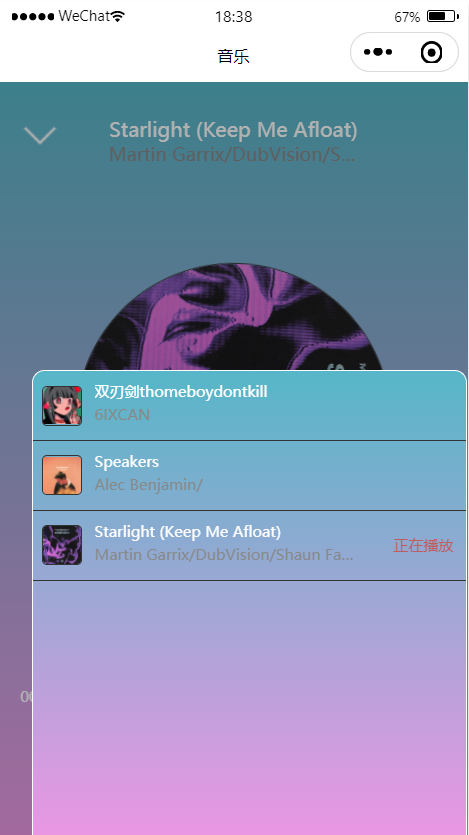 WeChat
18:38
67%
音乐
Starlight (Keep Me Afloat)
Martin Garrix/DubVision/S...
双刃剑thomeboydontkill
6IXCAN
Speakers
Alec Benjamin/
Starlight (Keep Me Afloat)
Martin Garrix/DubVision/Shaun Fa...
正在播放